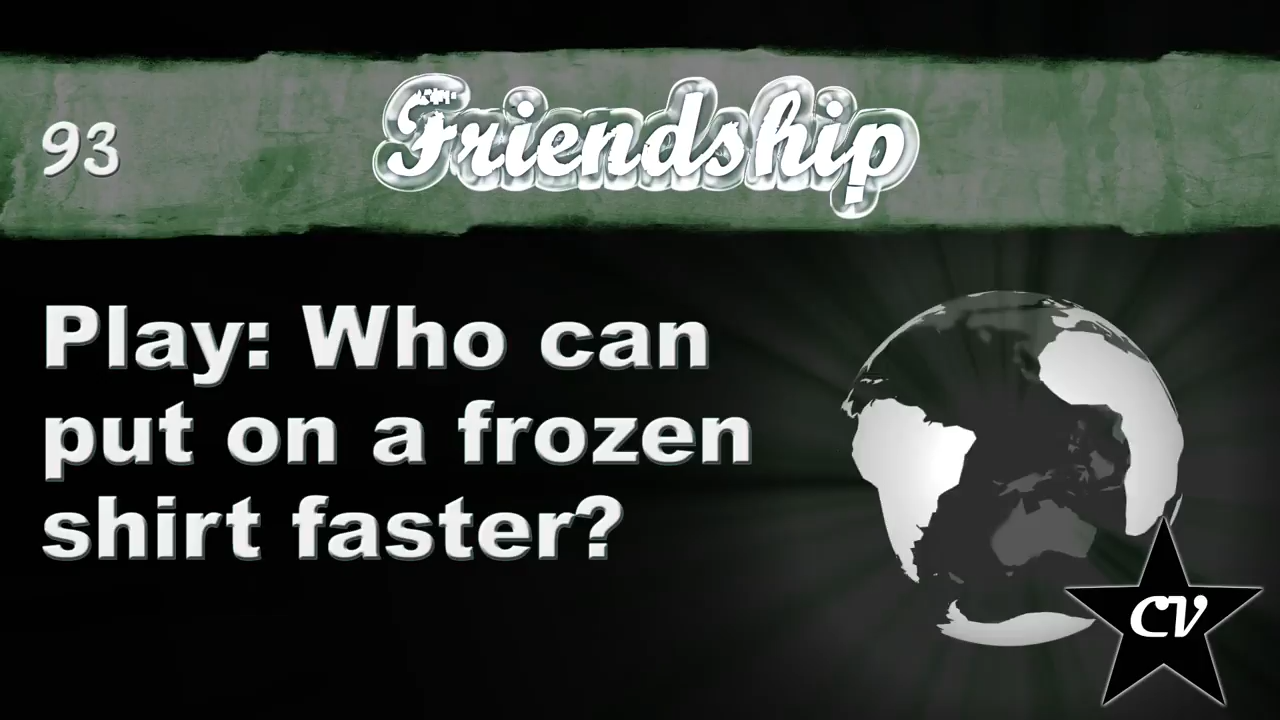 93
Friendship
Play: Who can
put on a frozen
shirt faster?
CV